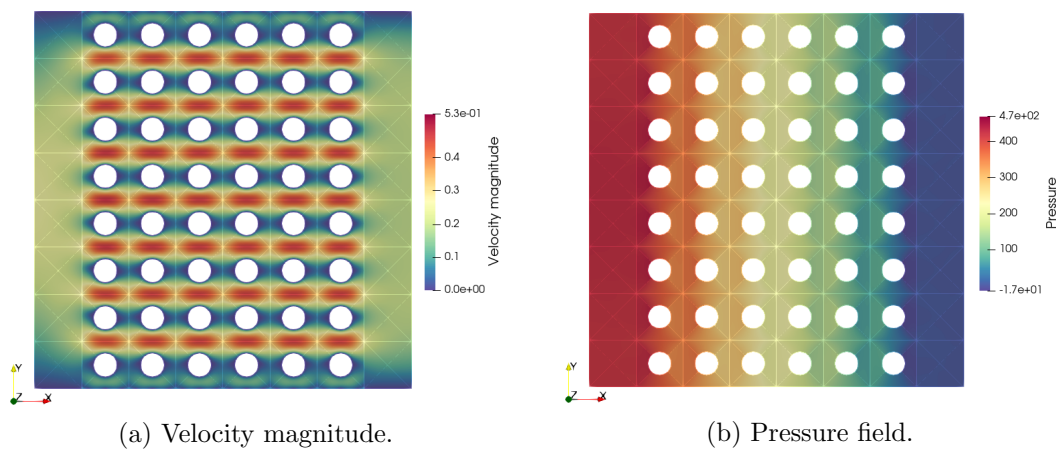 5.3e-01
0.4
0.3
0.2
0.1
0.0e+00
Velocity magnitude
Y
Z
X
(a) Velocity magnitude.
4.7e+02
400
300
200
100
-1.7e+01
Pressure
Y
Z
X
(b) Pressure field.